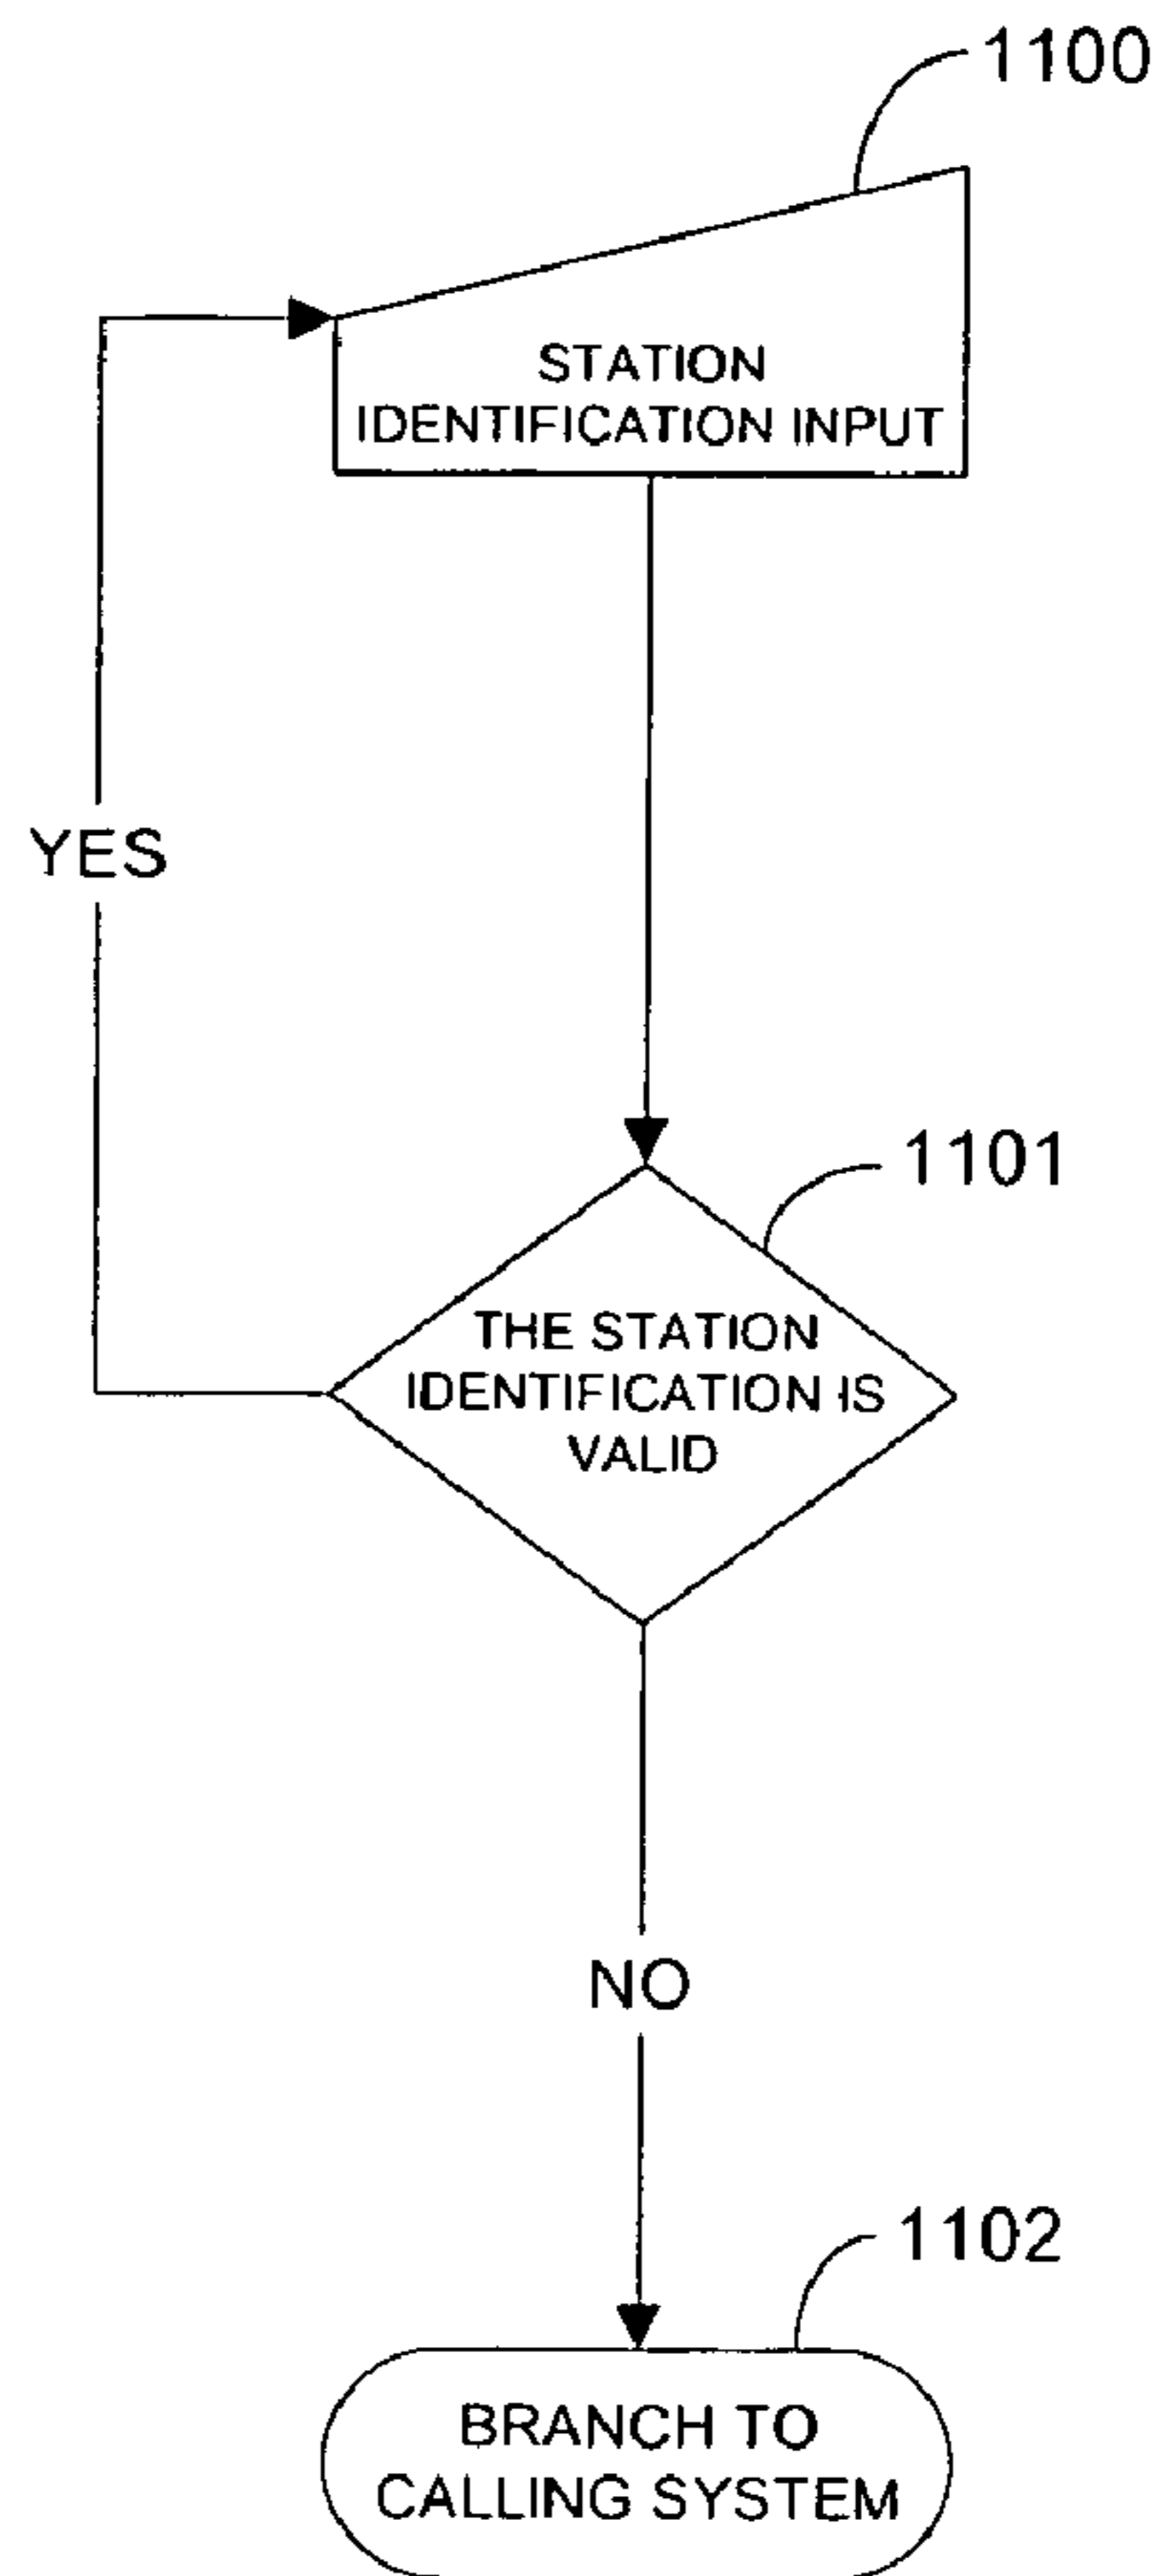 1100
STATION
IDENTIFICATION INPUT
YES
1101
THE STATION
IDENTIFICATION IS
VALID
NO
1102
BRANCH TO
CALLING SYSTEM